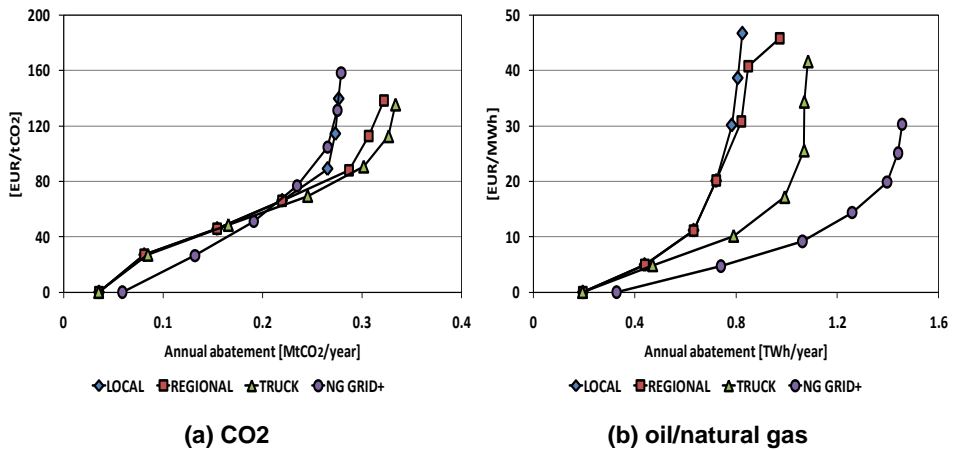 [EUR/tCO2]
200
160
120
80
40
0
0 0.1 0.2 0.3 0.4
Annual abatement [MtCO2/year]
LOCAL REGIONAL TRUCK NG GRID+
(a) CO2
[EUR/MWh]
50
40
30
20
10
0
0 0.4 0.8 1.2 1.6
Annual abatement [TWh/year]
LOCAL REGIONAL TRUCK NG GRID+
(b) oil/natural gas